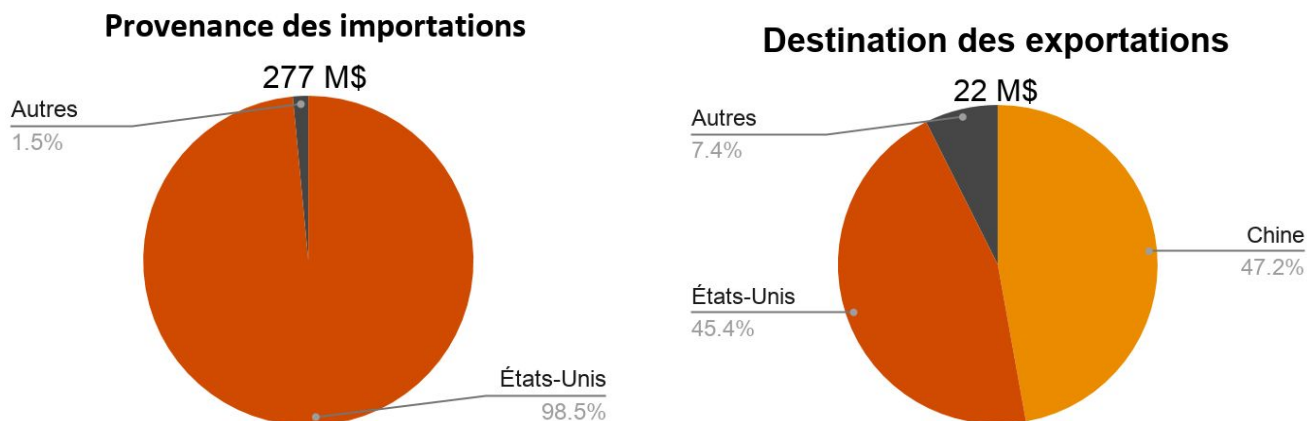 Provenance des importations
277 M$
Autres
1.5%
États-Unis
98.5%
Destination des exportations
22 M$
Autres
7.4%
Chine
47.2%
États-Unis
45.4%